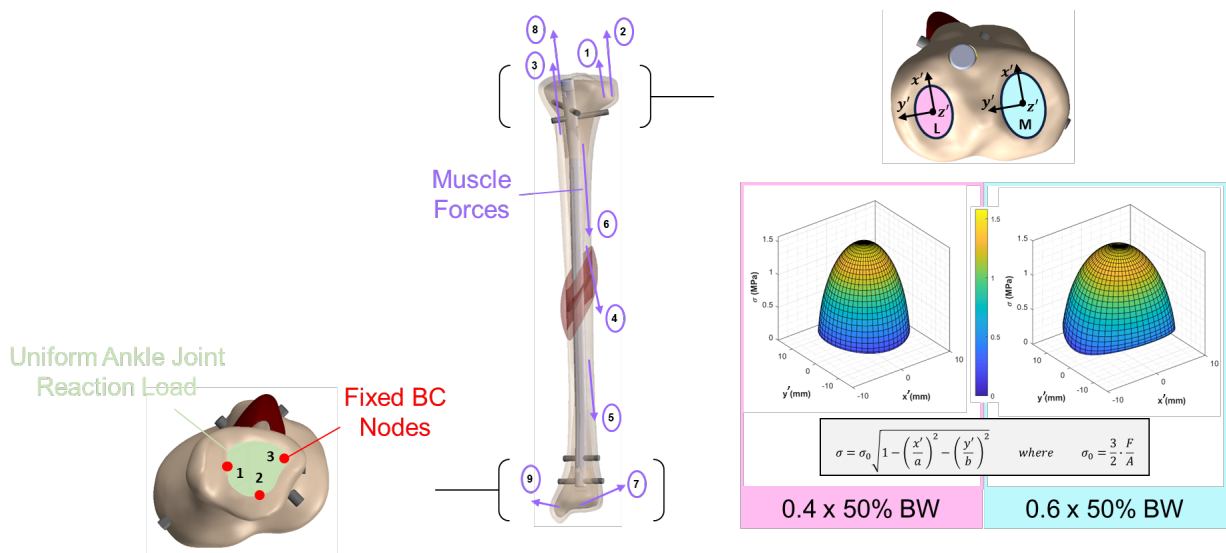 8
2
1
3
x′
y′
z′
L
x′
y′
z′
M
Muscle
Forces
6
4
5
9
7
Uniform Ankle Joint
Reaction Load
Fixed BC
Nodes
1
2
3
1.5
1
0.5
0
σ (MPa)
10
0
-10
y′(mm)
10
0
-10
x′(mm)
1.5
1
0.5
0
1.5
1
0.5
0
σ (MPa)
10
0
-10
y′(mm)
10
0
-10
x′(mm)
σ = σ₀√(1 − (x′/a)² − (y′/b)²) where σ₀ = 3/2 · F/A
0.4 x 50% BW
0.6 x 50% BW